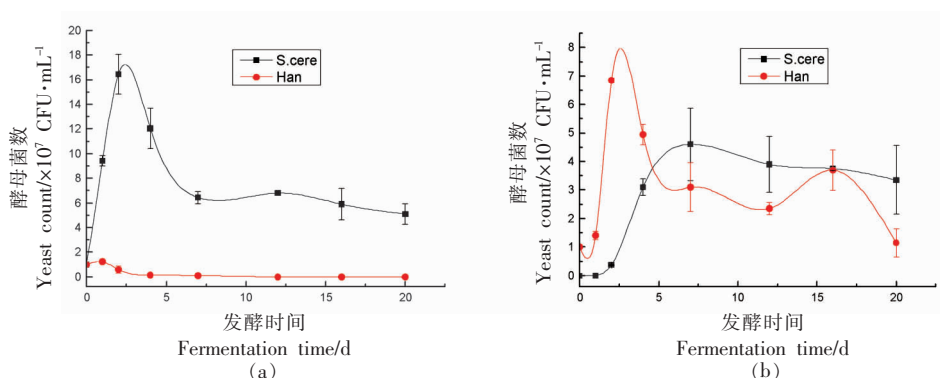 20
18
16
14
12
10
8
6
4
2
0
酵母菌数
Yeast count/×10⁷ CFU·mL⁻¹
S.cere
Han
0 5 10 15 20
发酵时间
Fermentation time/d
(a)
8
7
6
5
4
3
2
1
0
酵母菌数
Yeast count/×10⁷ CFU·mL⁻¹
S.cere
Han
0 5 10 15 20
发酵时间
Fermentation time/d
(b)